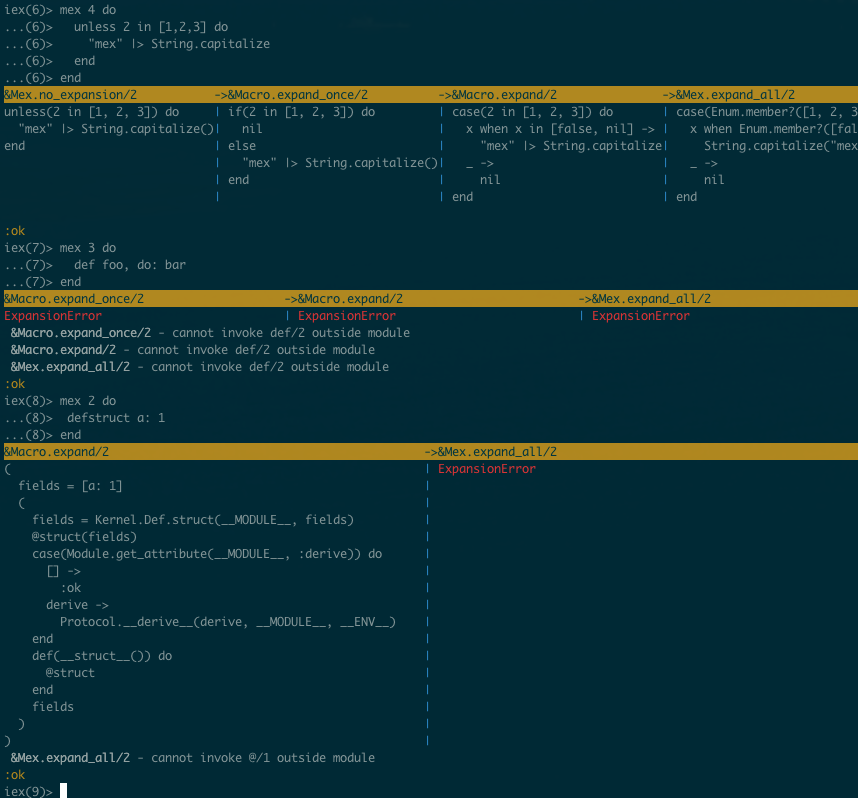 iex(6)> mex 4 do
...(6)>   unless 2 in [1,2,3] do
...(6)>     "mex" |> String.capitalize
...(6)>   end
...(6)> end
&Mex.no_expansion/2           ->&Macro.expand_once/2          ->&Macro.expand/2               ->&Mex.expand_all/2
unless(2 in [1, 2, 3]) do     | if(2 in [1, 2, 3]) do         | case(2 in [1, 2, 3]) do       | case(Enum.member?([1, 2, 3
  "mex" |> String.capitalize()|   nil                         |   x when x in [false, nil] -> |   x when Enum.member?([fal
end                           | else                          |     "mex" |> String.capitalize|     String.capitalize("mex
                              |   "mex" |> String.capitalize()|   _ ->                        |   _ ->
                              | end                           |     nil                       |     nil
                              |                               | end                           | end
:ok
iex(7)> mex 3 do
...(7)>   def foo, do: bar
...(7)> end
&Macro.expand_once/2                    ->&Macro.expand/2                         ->&Mex.expand_all/2
ExpansionError                          | ExpansionError                          | ExpansionError
 &Macro.expand_once/2 - cannot invoke def/2 outside module
 &Macro.expand/2 - cannot invoke def/2 outside module
 &Mex.expand_all/2 - cannot invoke def/2 outside module
:ok
iex(8)> mex 2 do
...(8)>  defstruct a: 1
...(8)> end
&Macro.expand/2                                             ->&Mex.expand_all/2
(                                                           | ExpansionError
  fields = [a: 1]                                           |
  (                                                         |
    fields = Kernel.Def.struct(__MODULE__, fields)          |
    @struct(fields)                                         |
    case(Module.get_attribute(__MODULE__, :derive)) do      |
      [] ->                                                 |
        :ok                                                 |
      derive ->                                             |
        Protocol.__derive__(derive, __MODULE__, __ENV__)    |
    end                                                     |
    def(__struct__()) do                                    |
      @struct                                               |
    end                                                     |
    fields                                                  |
  )                                                         |
)                                                           |
 &Mex.expand_all/2 - cannot invoke @/1 outside module
:ok
iex(9)>